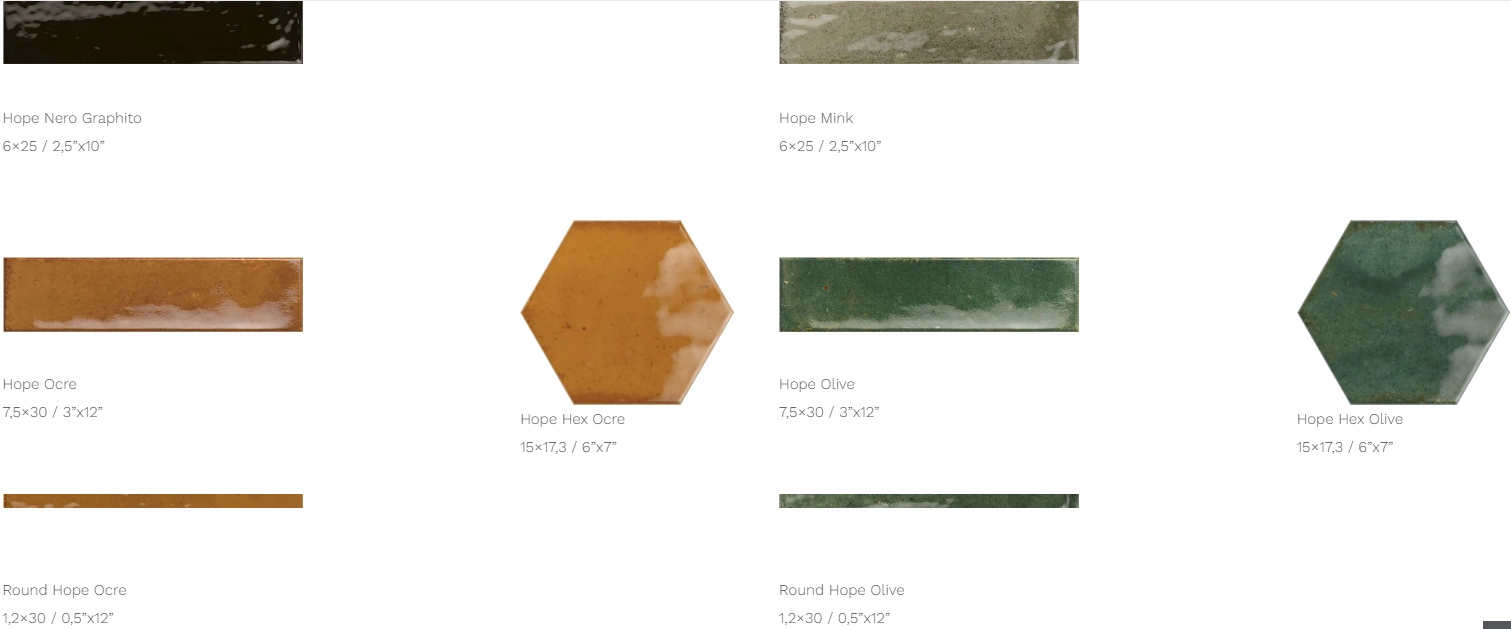 Hope Nero Graphito
6×25 / 2,5”x10”
Hope Mink
6×25 / 2,5”x10”
Hope Ocre
7,5×30 / 3”x12”
Hope Hex Ocre
15×17,3 / 6”x7”
Hope Olive
7,5×30 / 3”x12”
Hope Hex Olive
15×17,3 / 6”x7”
Round Hope Ocre
1,2×30 / 0,5”x12”
Round Hope Olive
1,2×30 / 0,5”x12”